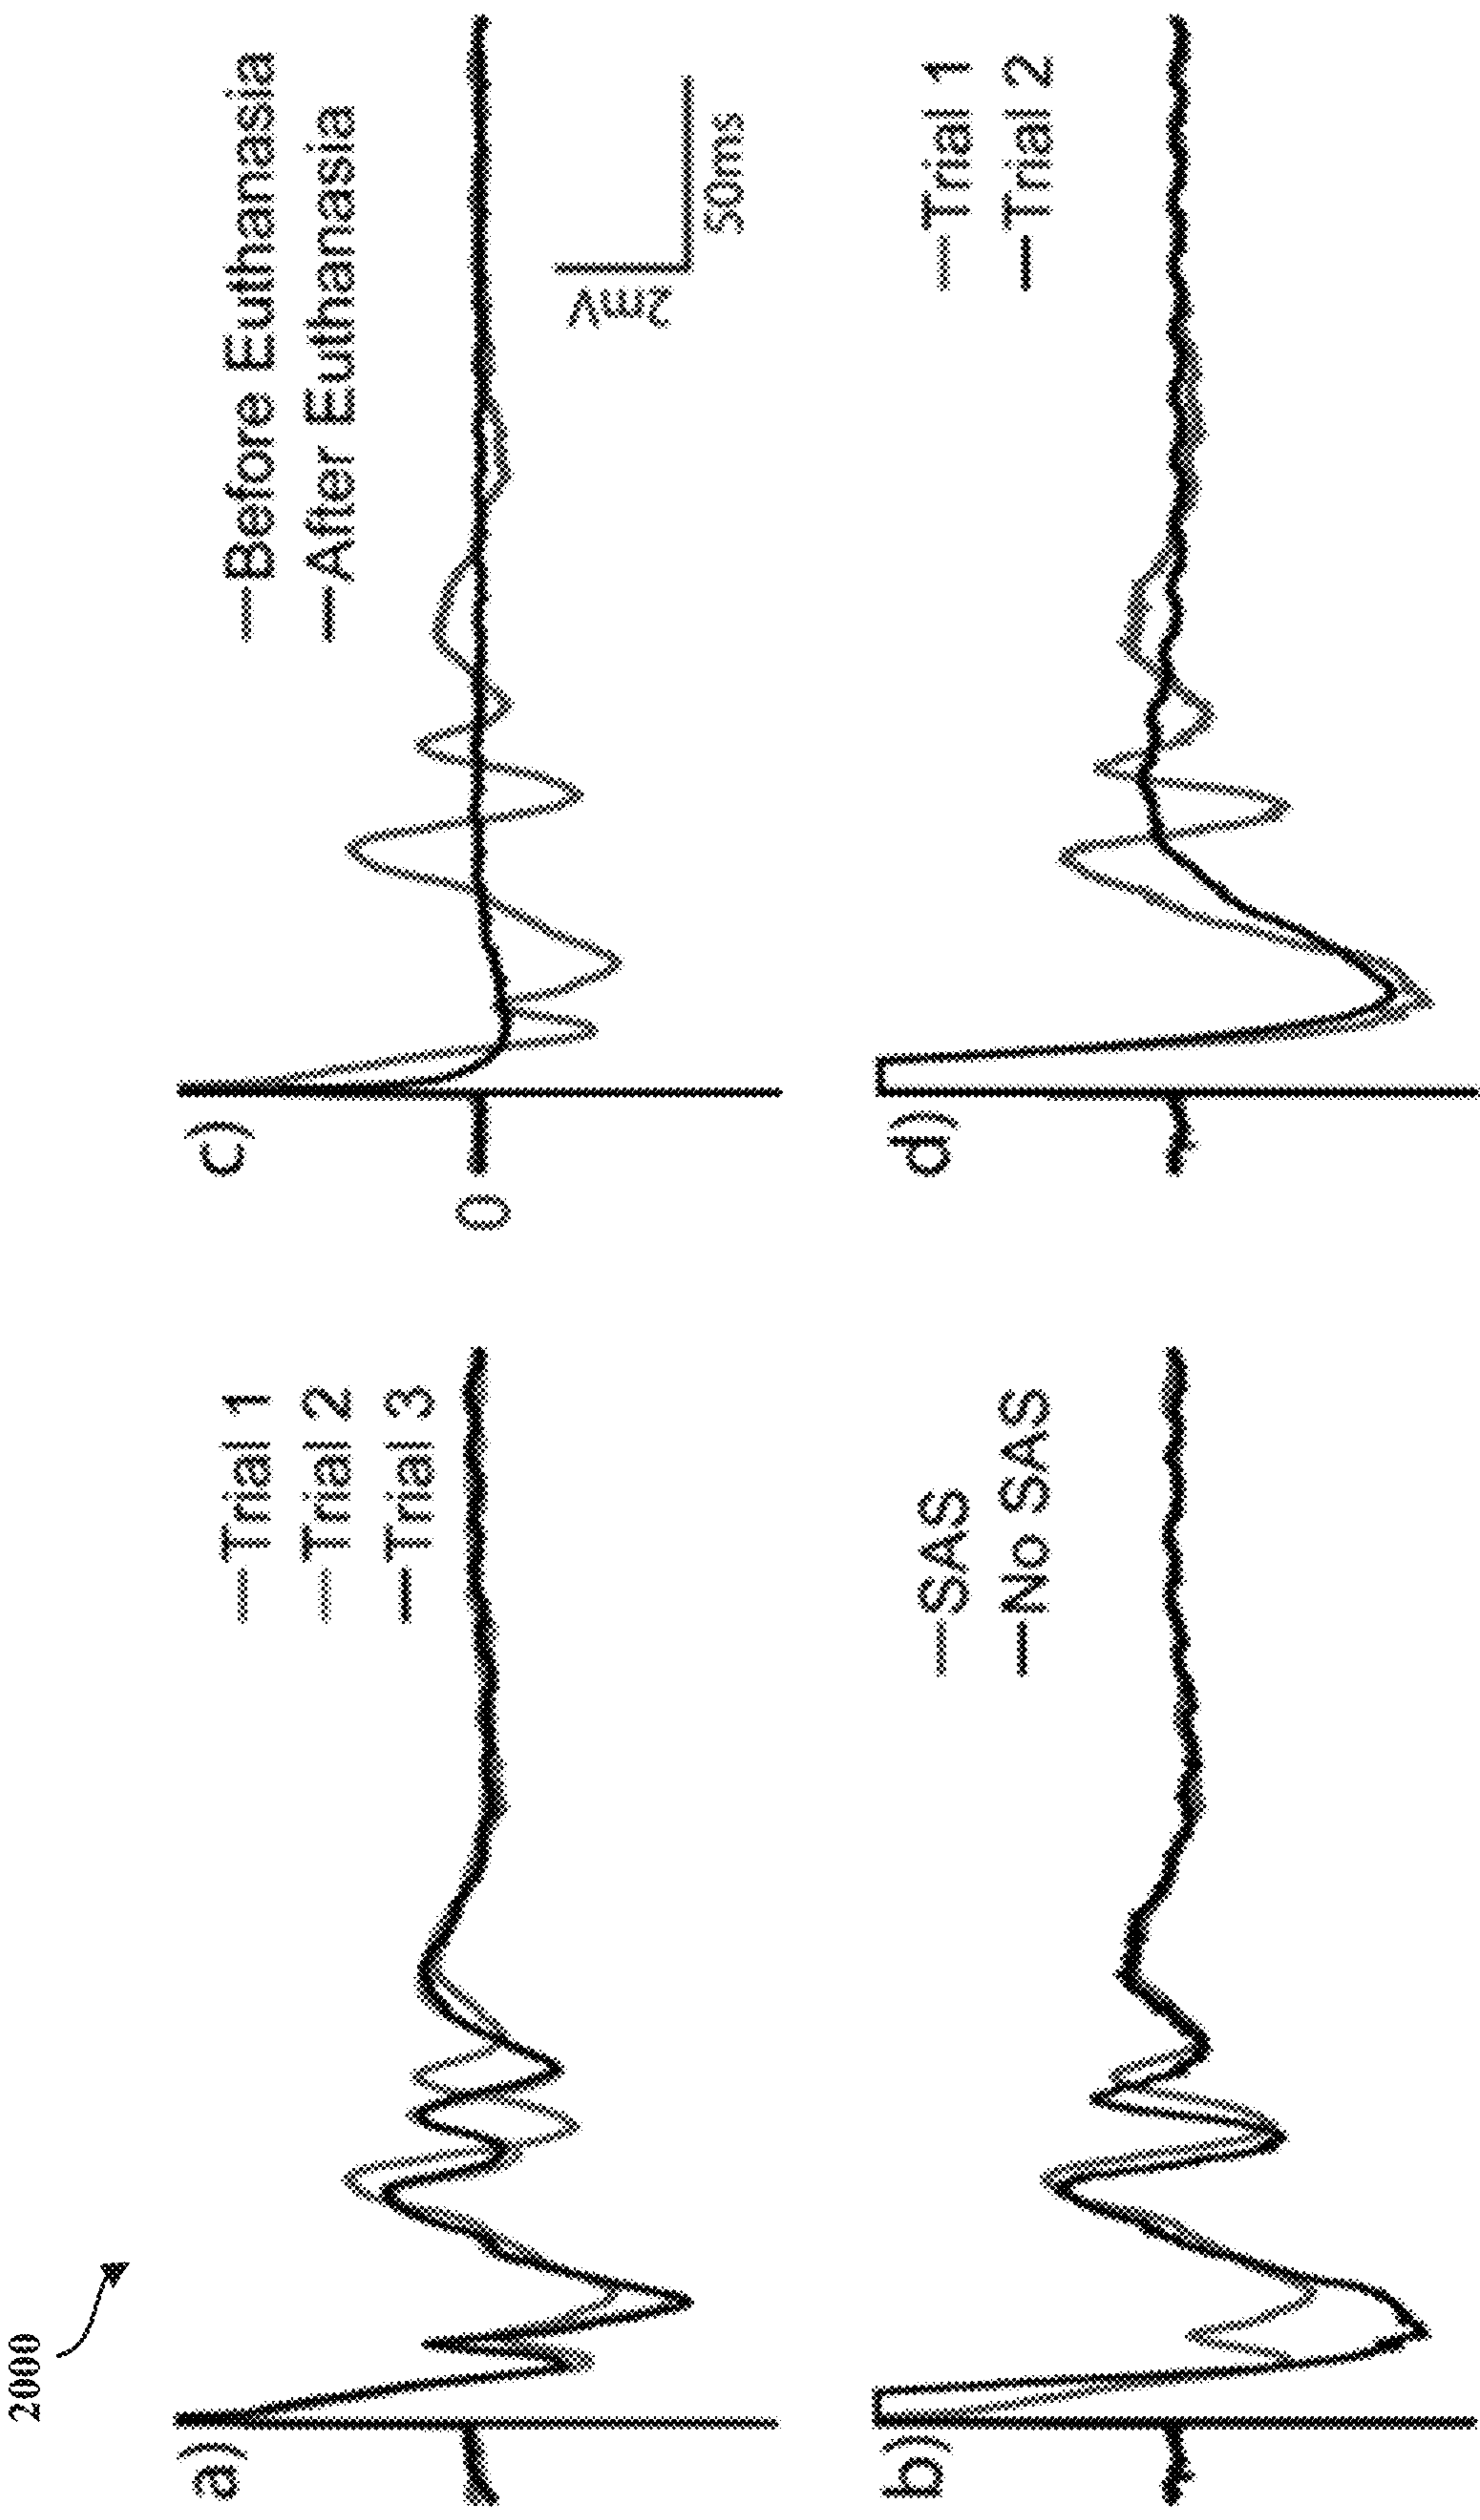 2000
a)
Trial 1
Trial 2
Trial 3
c)
Before Euthanasia
After Euthanasia
0
2mV
50ms
b)
SAS
No SAS
d)
Trial 1
Trial 2